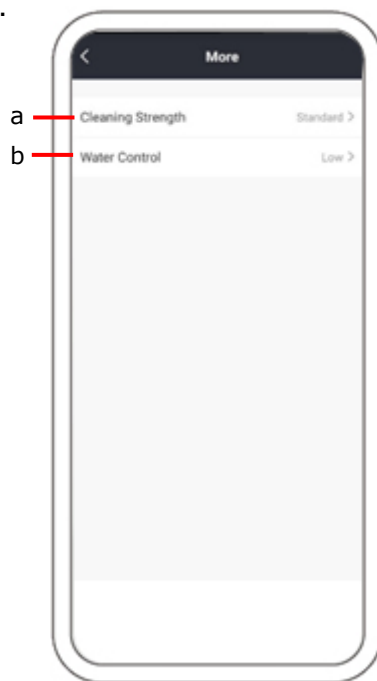 .
< More
a Cleaning Strength Standard >
b Water Control Low >